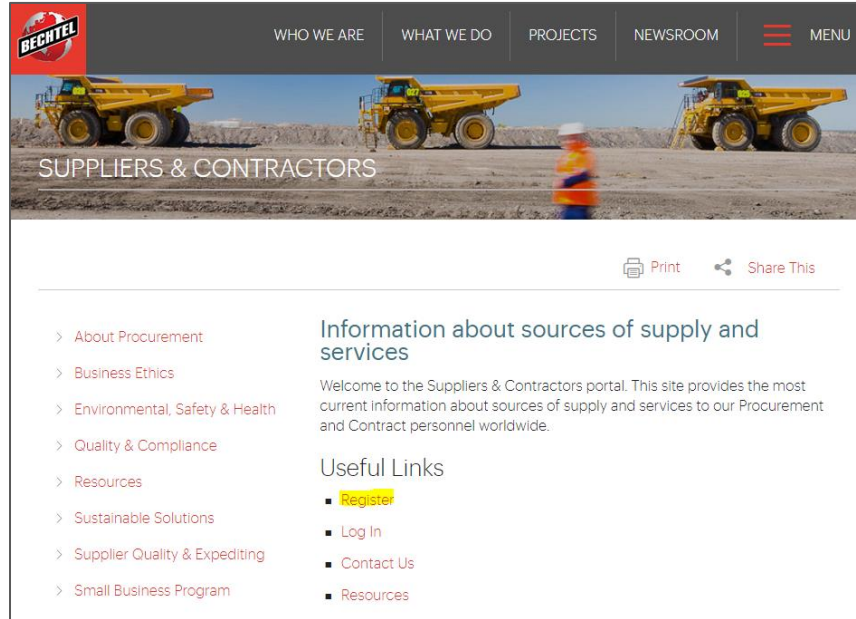 BECHTEL
WHO WE ARE
WHAT WE DO
PROJECTS
NEWSROOM
MENU
028
027
025
SUPPLIERS & CONTRACTORS
Print
Share This
About Procurement
Business Ethics
Environmental, Safety & Health
Quality & Compliance
Resources
Sustainable Solutions
Supplier Quality & Expediting
Small Business Program
Information about sources of supply and
services
Welcome to the Suppliers & Contractors portal. This site provides the most
current information about sources of supply and services to our Procurement
and Contract personnel worldwide.
Useful Links
Register
Log In
Contact Us
Resources